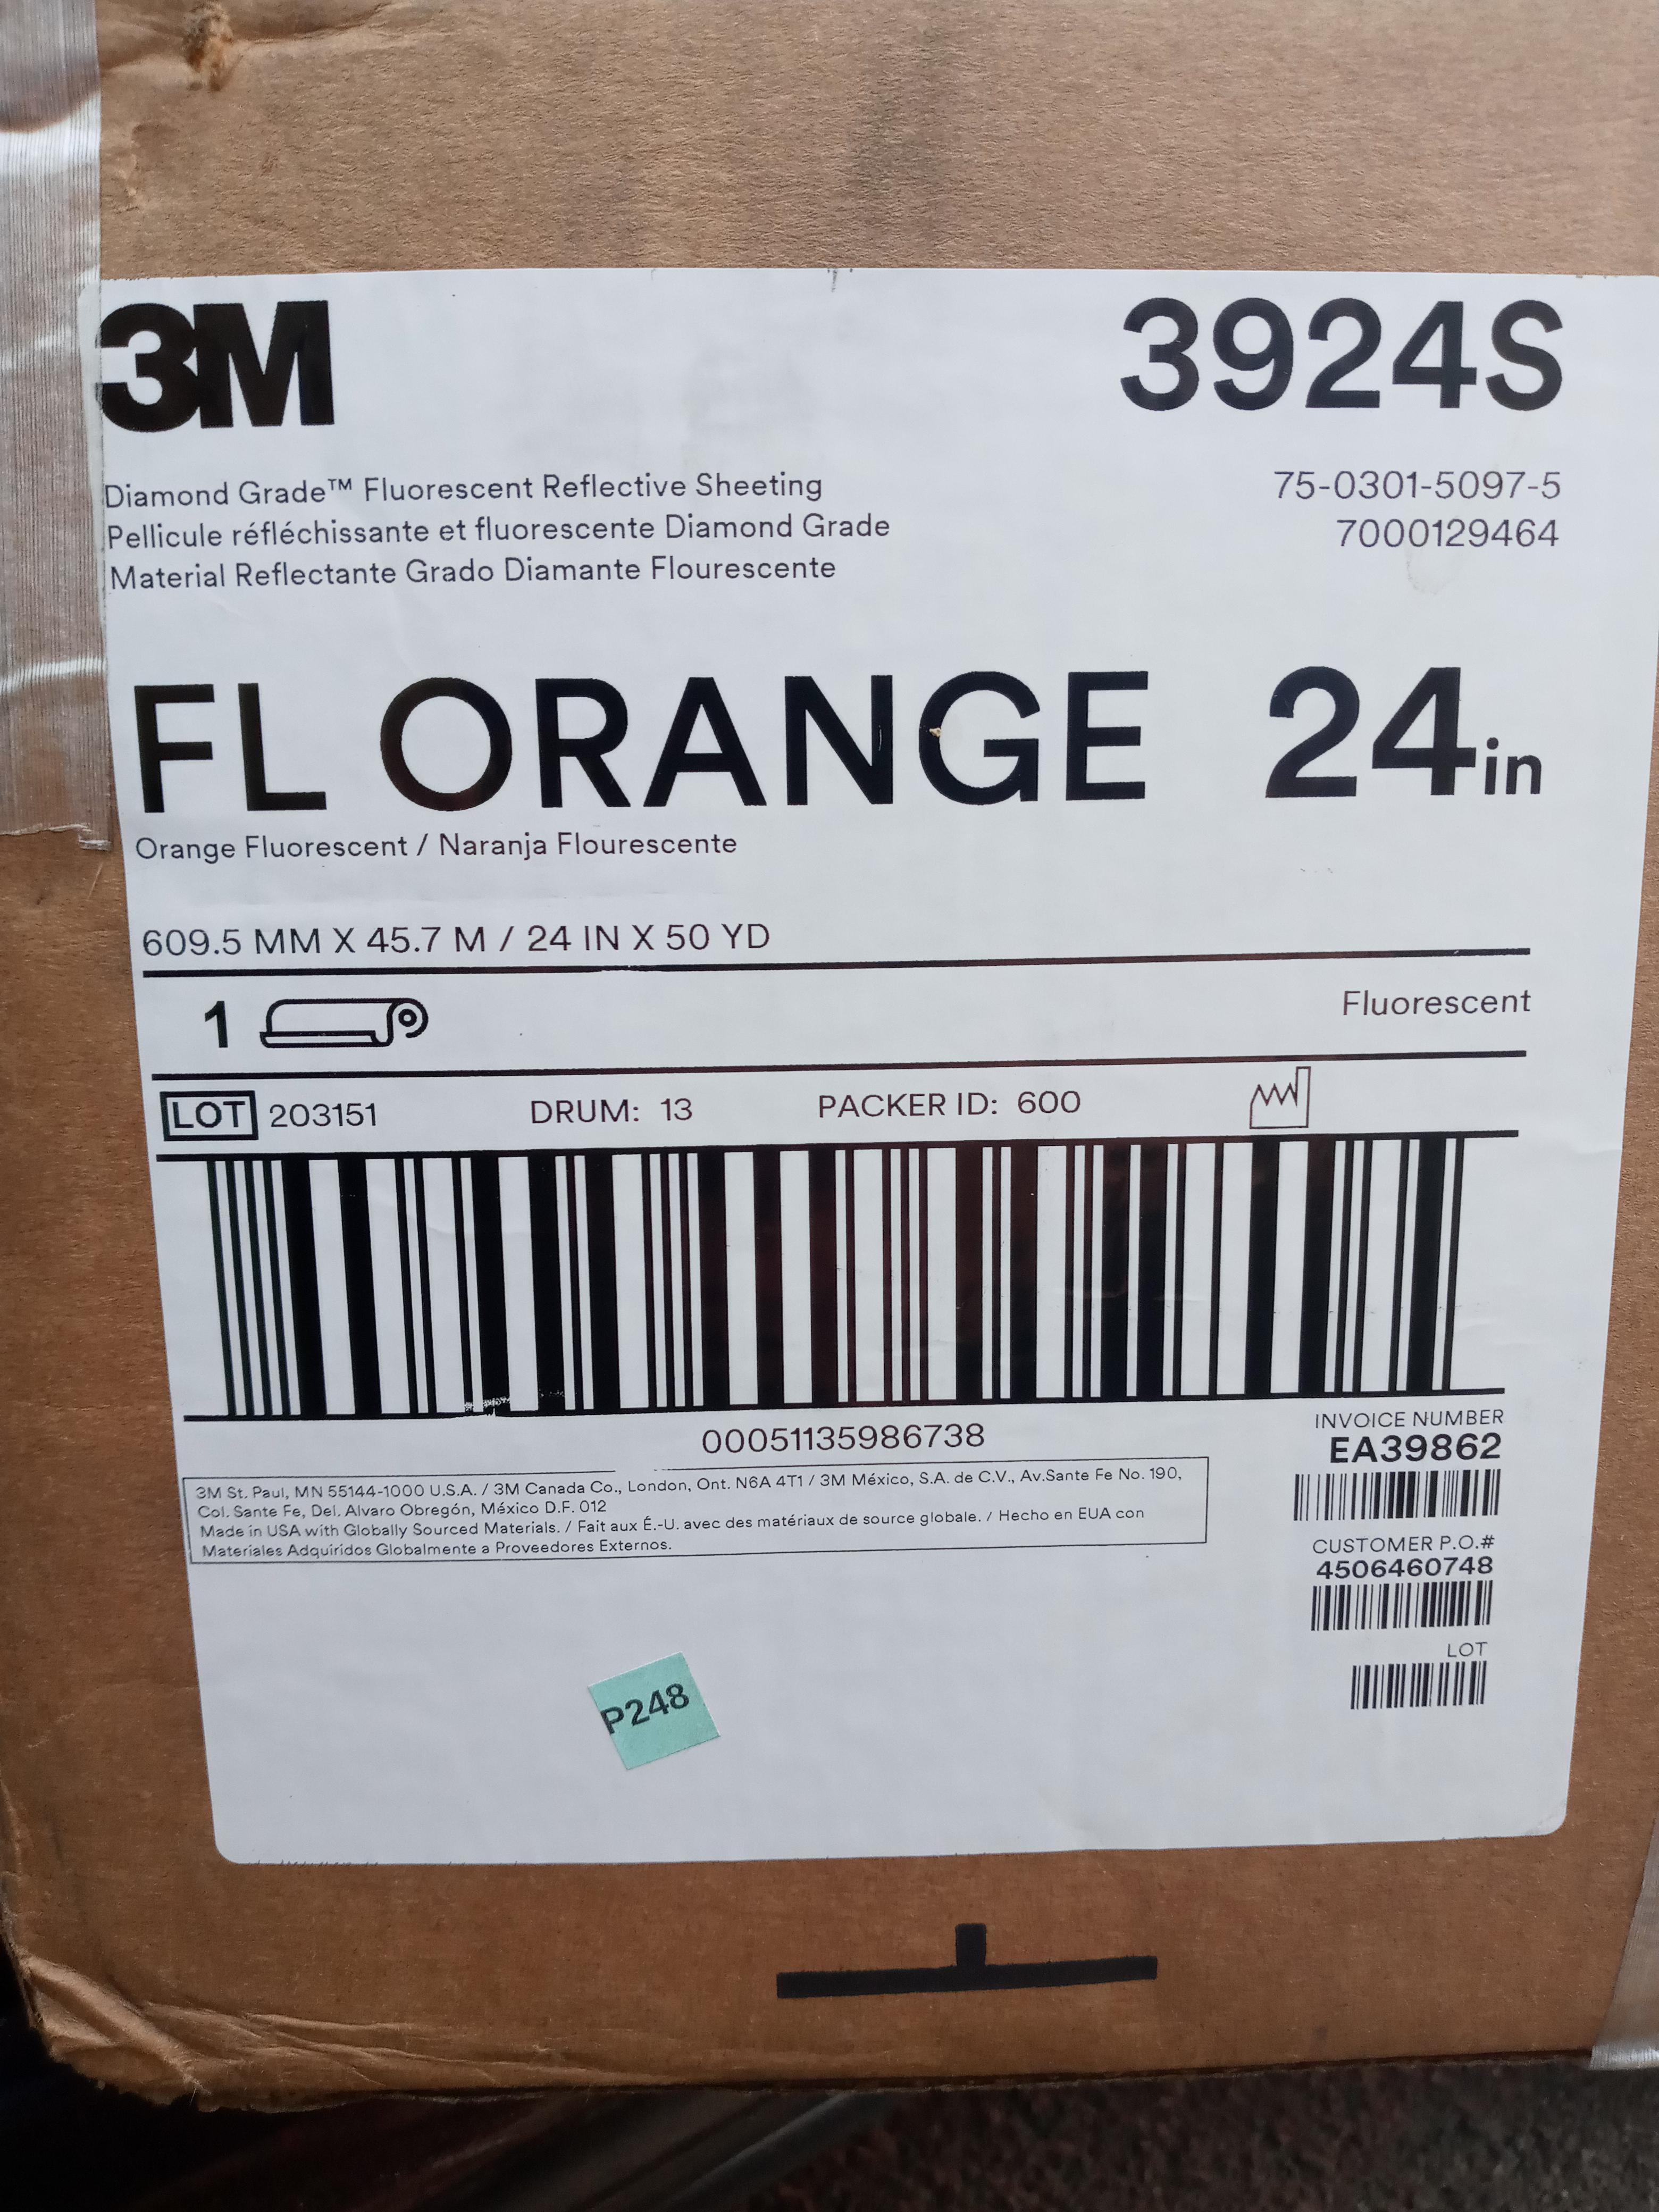 3M
3924S
Diamond Grade™ Fluorescent Reflective Sheeting
75-0301-5097-5
Pellicule réfléchissante et fluorescente Diamond Grade
7000129464
Material Reflectante Grado Diamante Flourescente
FL ORANGE 24in
Orange Fluorescent / Naranja Flourescente
609.5 MM X 45.7 M / 24 IN X 50 YD
1
Fluorescent
LOT 203151 DRUM: 13 PACKER ID: 600
00051135986738
3M St. Paul, MN 55144-1000 U.S.A. / 3M Canada Co., London, Ont. N6A 4T1 / 3M México, S.A. de C.V., Av.Sante Fe No. 190,
Col. Sante Fe, Del. Alvaro Obregón, México D.F. 012
Made in USA with Globally Sourced Materials. / Fait aux É.-U. avec des matériaux de source globale. / Hecho en EUA con
Materiales Adquiridos Globalmente a Proveedores Externos.
INVOICE NUMBER
EA39862
CUSTOMER P.O.#
4506460748
LOT
P248